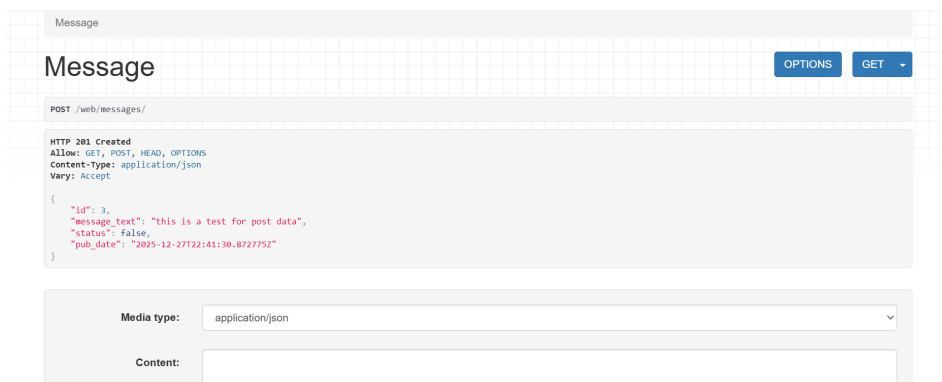 Message
Message
OPTIONS
GET
POST /web/messages/
HTTP 201 Created
Allow: GET, POST, HEAD, OPTIONS
Content-Type: application/json
Vary: Accept
{
"id": 3,
"message_text": "this is a test for post data",
"status": false,
"pub_date": "2025-12-27T22:41:30.872775Z"
}
Media type:
application/json
Content: